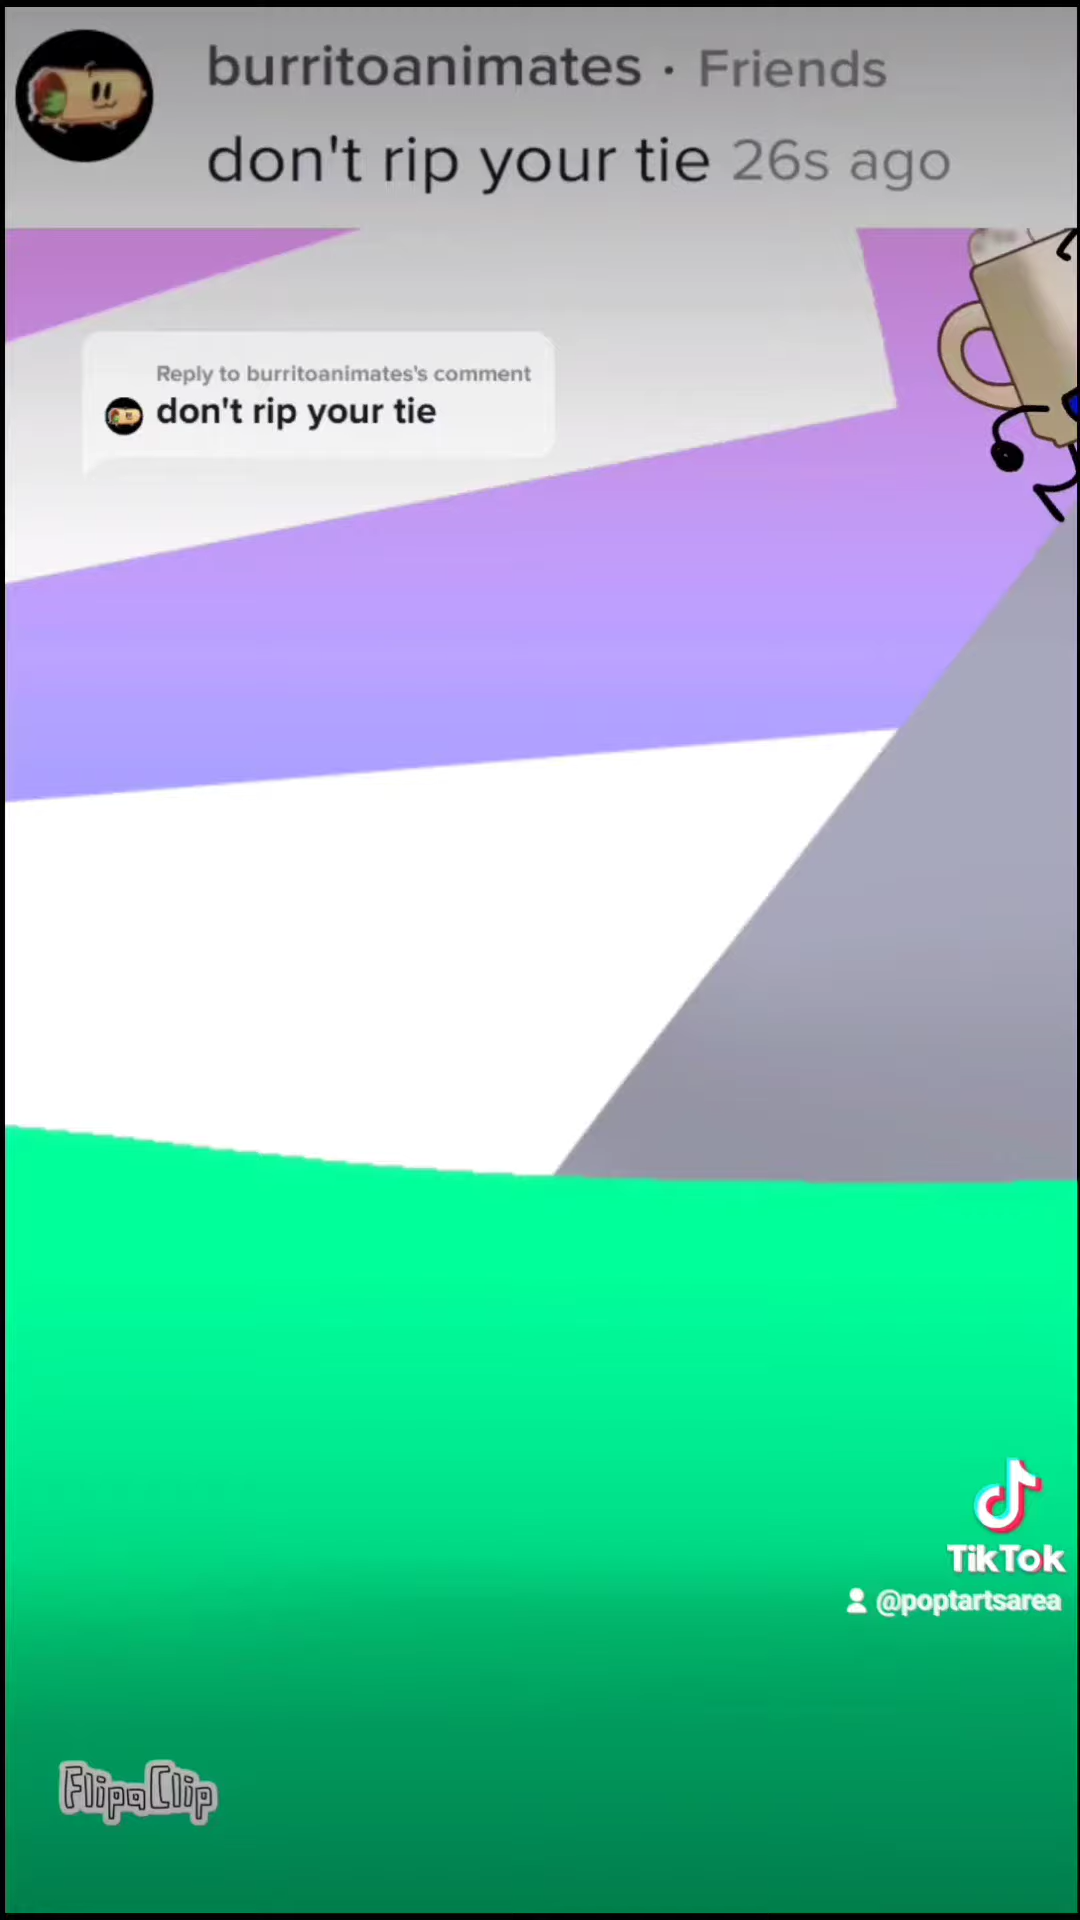 burritoanimates · Friends
don't rip your tie 26s ago
Reply to burritoanimates's comment
don't rip your tie
TikTok
@poptartsarea
FlipaClip